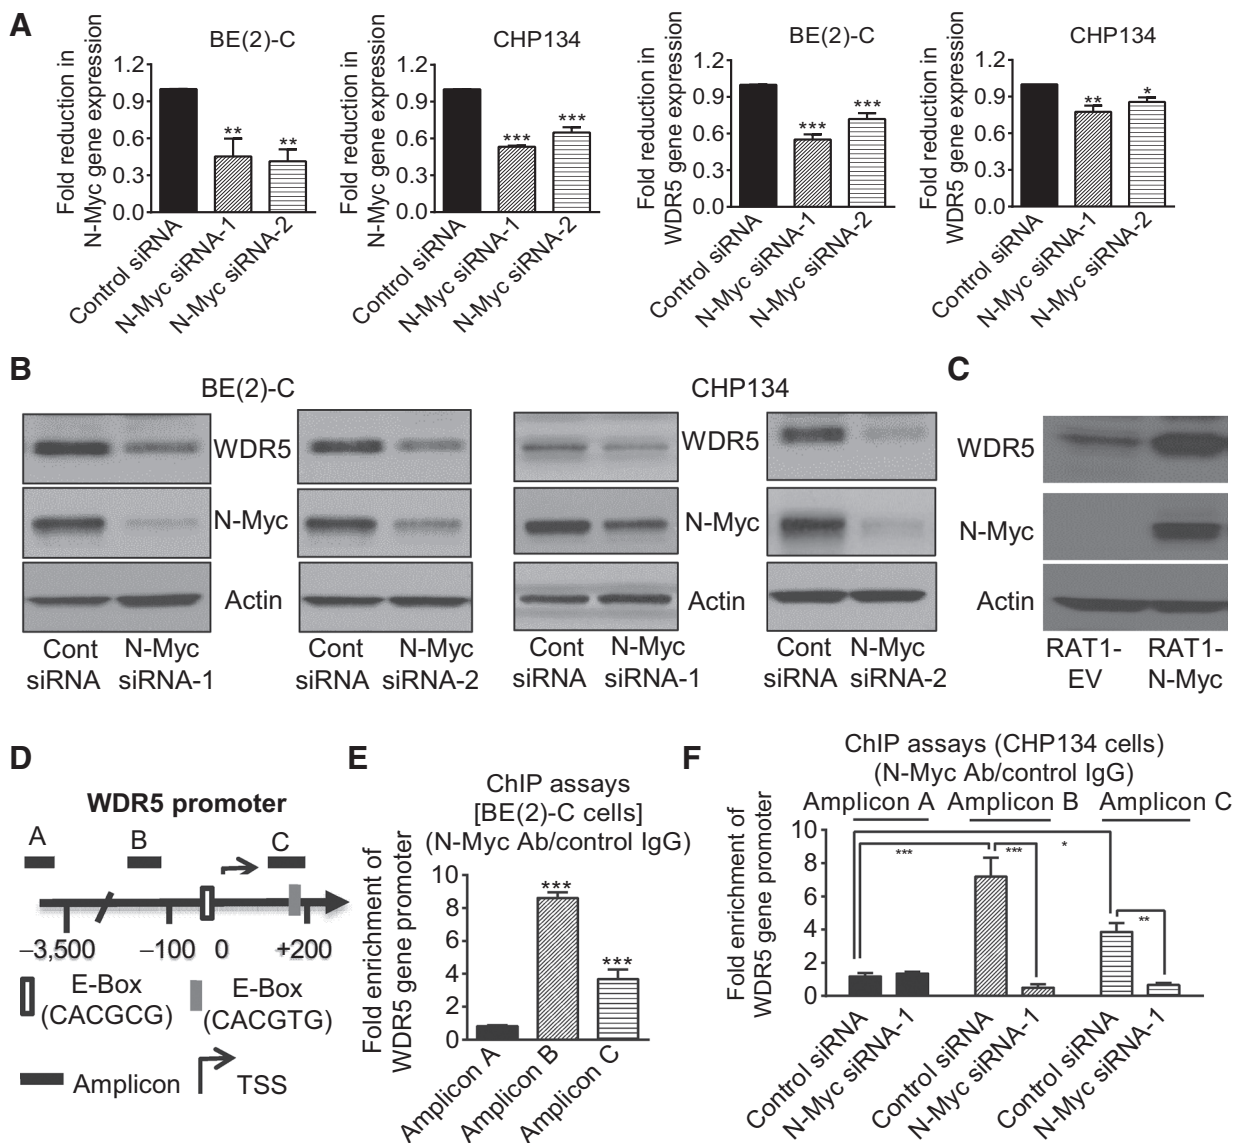 A
BE(2)-C
Fold reduction in
N-Myc gene expression
1.2
0.9
0.6
0.3
0.0
**
**
Control siRNA
N-Myc siRNA-1
N-Myc siRNA-2
CHP134
Fold reduction in
N-Myc gene expression
1.2
0.9
0.6
0.3
0.0
***
***
Control siRNA
N-Myc siRNA-1
N-Myc siRNA-2
BE(2)-C
Fold reduction in
WDR5 gene expression
1.2
0.9
0.6
0.3
0.0
***
***
Control siRNA
N-Myc siRNA-1
N-Myc siRNA-2
CHP134
Fold reduction in
WDR5 gene expression
1.2
0.9
0.6
0.3
0.0
**
*
Control siRNA
N-Myc siRNA-1
N-Myc siRNA-2
B
BE(2)-C
CHP134
WDR5
WDR5
N-Myc
N-Myc
Actin
Actin
Cont
siRNA
N-Myc
siRNA-1
Cont
siRNA
N-Myc
siRNA-2
Cont
siRNA
N-Myc
siRNA-1
Cont
siRNA
N-Myc
siRNA-2
C
WDR5
N-Myc
Actin
RAT1-
EV
RAT1-
N-Myc
D
WDR5 promoter
A
B
C
−3,500
−100
0
+200
E-Box
(CACGCG)
E-Box
(CACGTG)
Amplicon
TSS
E
ChIP assays
[BE(2)-C cells]
(N-Myc Ab/control IgG)
Fold enrichment of
WDR5 gene promoter
10
8
6
4
2
0
***
***
Amplicon A
Amplicon B
Amplicon C
F
ChIP assays (CHP134 cells)
(N-Myc Ab/control IgG)
Amplicon A
Amplicon B
Amplicon C
Fold enrichment of
WDR5 gene promoter
10
8
6
4
2
0
***
***
*
**
Control siRNA
N-Myc siRNA-1
Control siRNA
N-Myc siRNA-1
Control siRNA
N-Myc siRNA-1